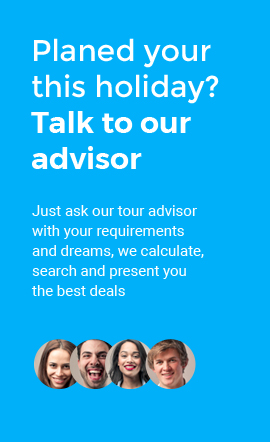 Planed your
this holiday?
Talk to our
advisor
Just ask our tour advisor
with your requirements
and dreams, we calculate,
search and present you
the best deals